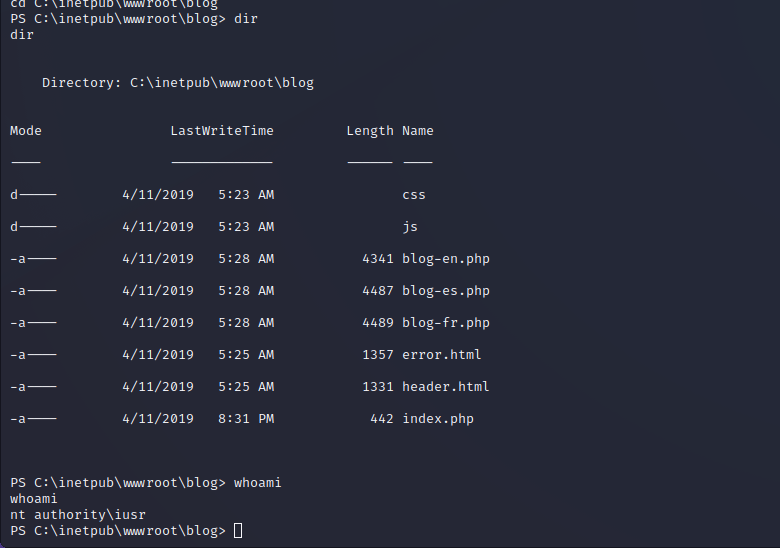 cd C:\inetpub\wwwroot\blog
PS C:\inetpub\wwwroot\blog> dir
dir
Directory: C:\inetpub\wwwroot\blog
Mode LastWriteTime Length Name
---- ------------- ------ ----
d----- 4/11/2019 5:23 AM css
d----- 4/11/2019 5:23 AM js
-a---- 4/11/2019 5:28 AM 4341 blog-en.php
-a---- 4/11/2019 5:28 AM 4487 blog-es.php
-a---- 4/11/2019 5:28 AM 4489 blog-fr.php
-a---- 4/11/2019 5:25 AM 1357 error.html
-a---- 4/11/2019 5:25 AM 1331 header.html
-a---- 4/11/2019 8:31 PM 442 index.php
PS C:\inetpub\wwwroot\blog> whoami
whoami
nt authority\iusr
PS C:\inetpub\wwwroot\blog>